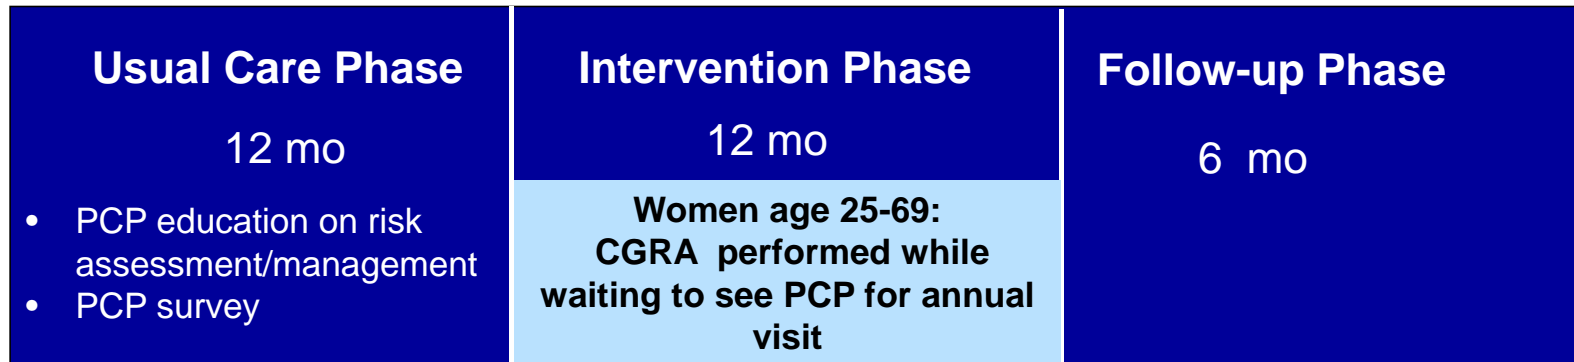 Usual Care Phase
12 mo
• PCP education on risk
assessment/management
• PCP survey
Intervention Phase
12 mo
Women age 25-69:
CGRA performed while
waiting to see PCP for annual
visit
Follow-up Phase
6 mo